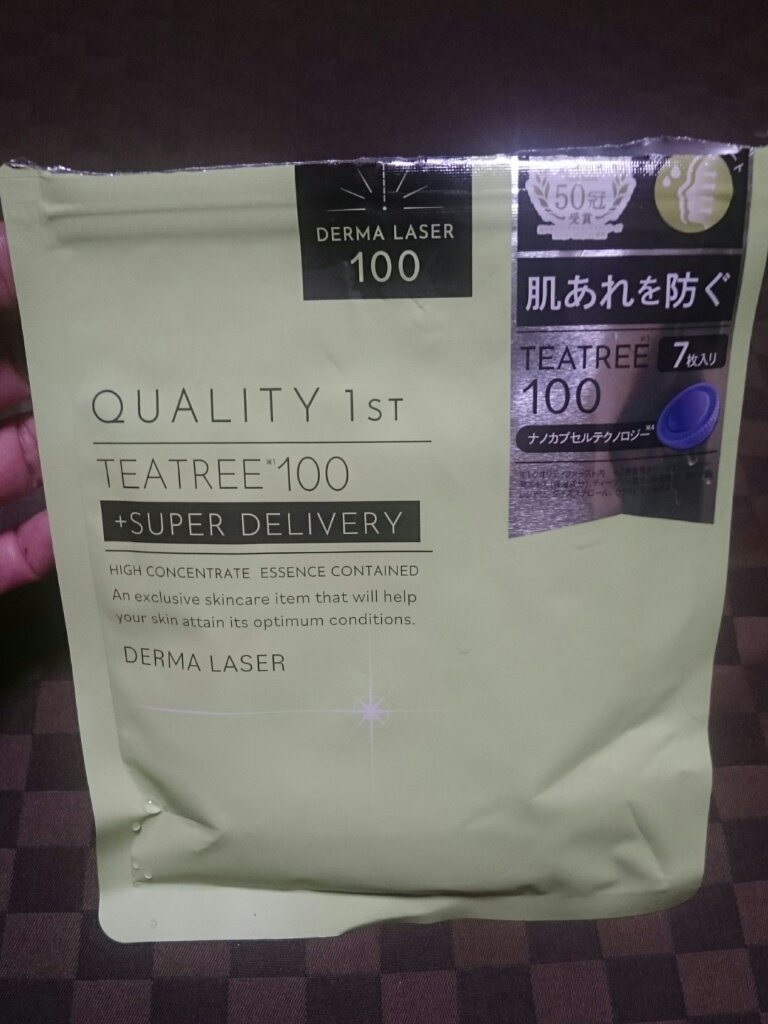 DERMA LASER
100
50冠
受賞
肌あれを防ぐ
TEATREE※1
100
7枚入り
ナノカプセルテクノロジー※4
QUALITY 1ST
TEATREE※1 100
+SUPER DELIVERY
HIGH CONCENTRATE ESSENCE CONTAINED
An exclusive skincare item that will help
your skin attain its optimum conditions.
DERMA LASER